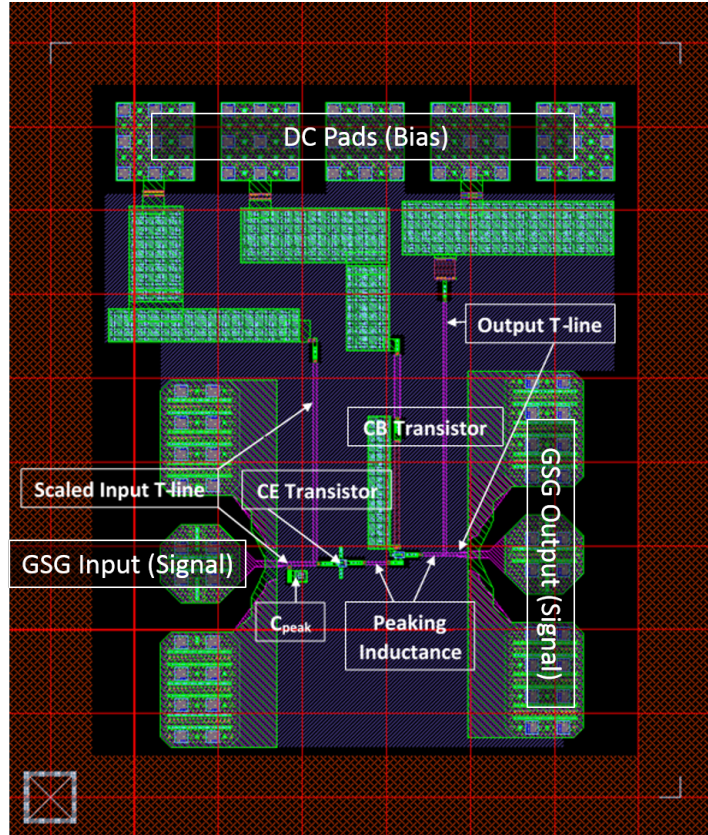 DC Pads (Bias)
Output T-line
CB Transistor
Scaled Input T-line
CE Transistor
GSG Input (Signal)
GSG Output (Signal)
Cpeak
Peaking
Inductance